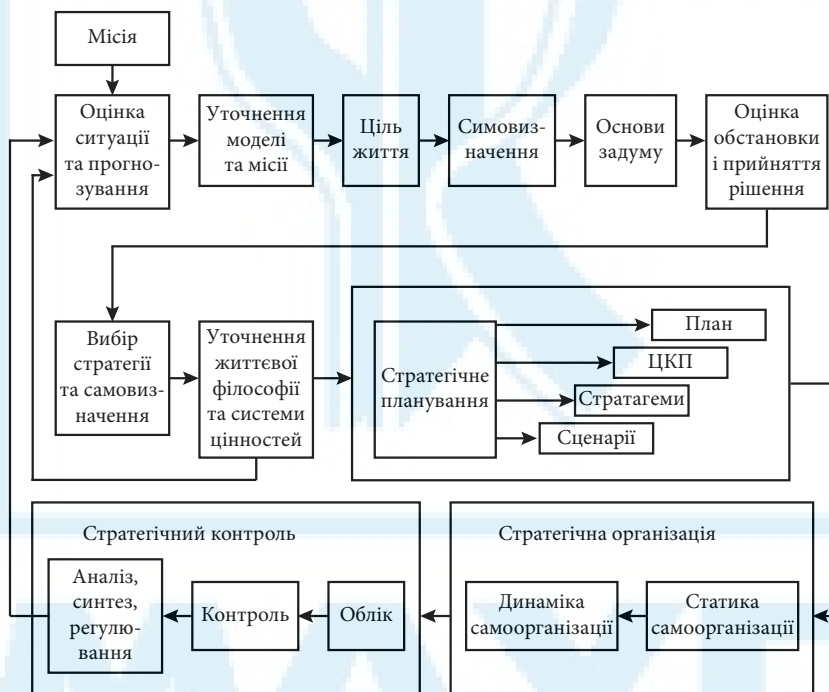 Місія
Оцінка
ситуації
та прогно-
зування
Уточнення
моделі
та місії
Ціль
життя
Симовиз-
начення
Основи
задуму
Оцінка
обстановки
і прийняття
рішення
Вибір
стратегії
та самовиз-
начення
Уточнення
життєвої
філософії
та системи
цінностей
Стратегічне
планування
План
ЦКП
Стратагеми
Сценарії
Стратегічний контроль
Аналіз,
синтез,
регулю-
вання
Контроль
Облік
Стратегічна організація
Динаміка
самоорганізації
Статика
самоорганізації